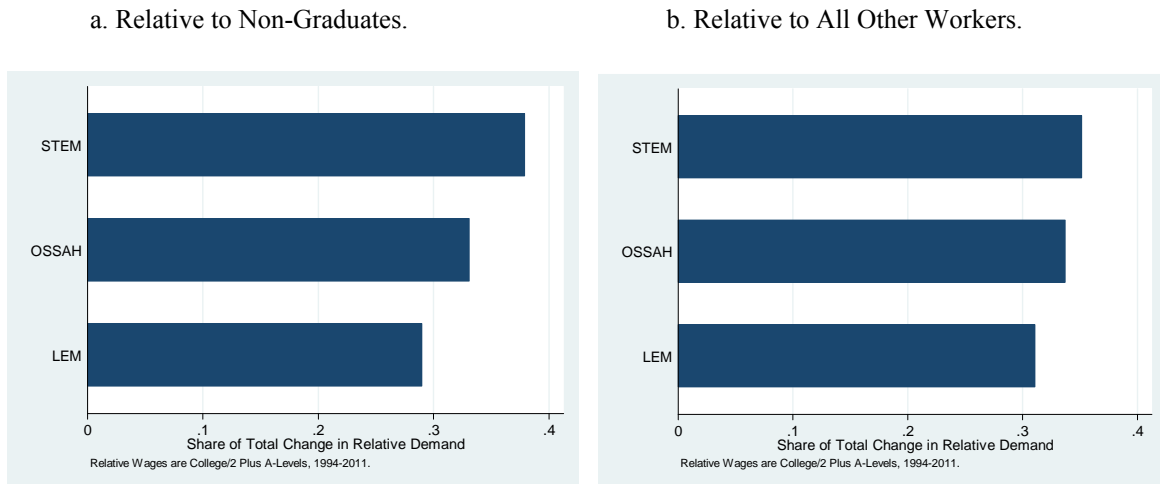 a. Relative to Non-Graduates.
STEM
OSSAH
LEM
0 .1 .2 .3 .4
Share of Total Change in Relative Demand
Relative Wages are College/2 Plus A-Levels, 1994-2011.
b. Relative to All Other Workers.
STEM
OSSAH
LEM
0 .1 .2 .3 .4
Share of Total Change in Relative Demand
Relative Wages are College/2 Plus A-Levels, 1994-2011.